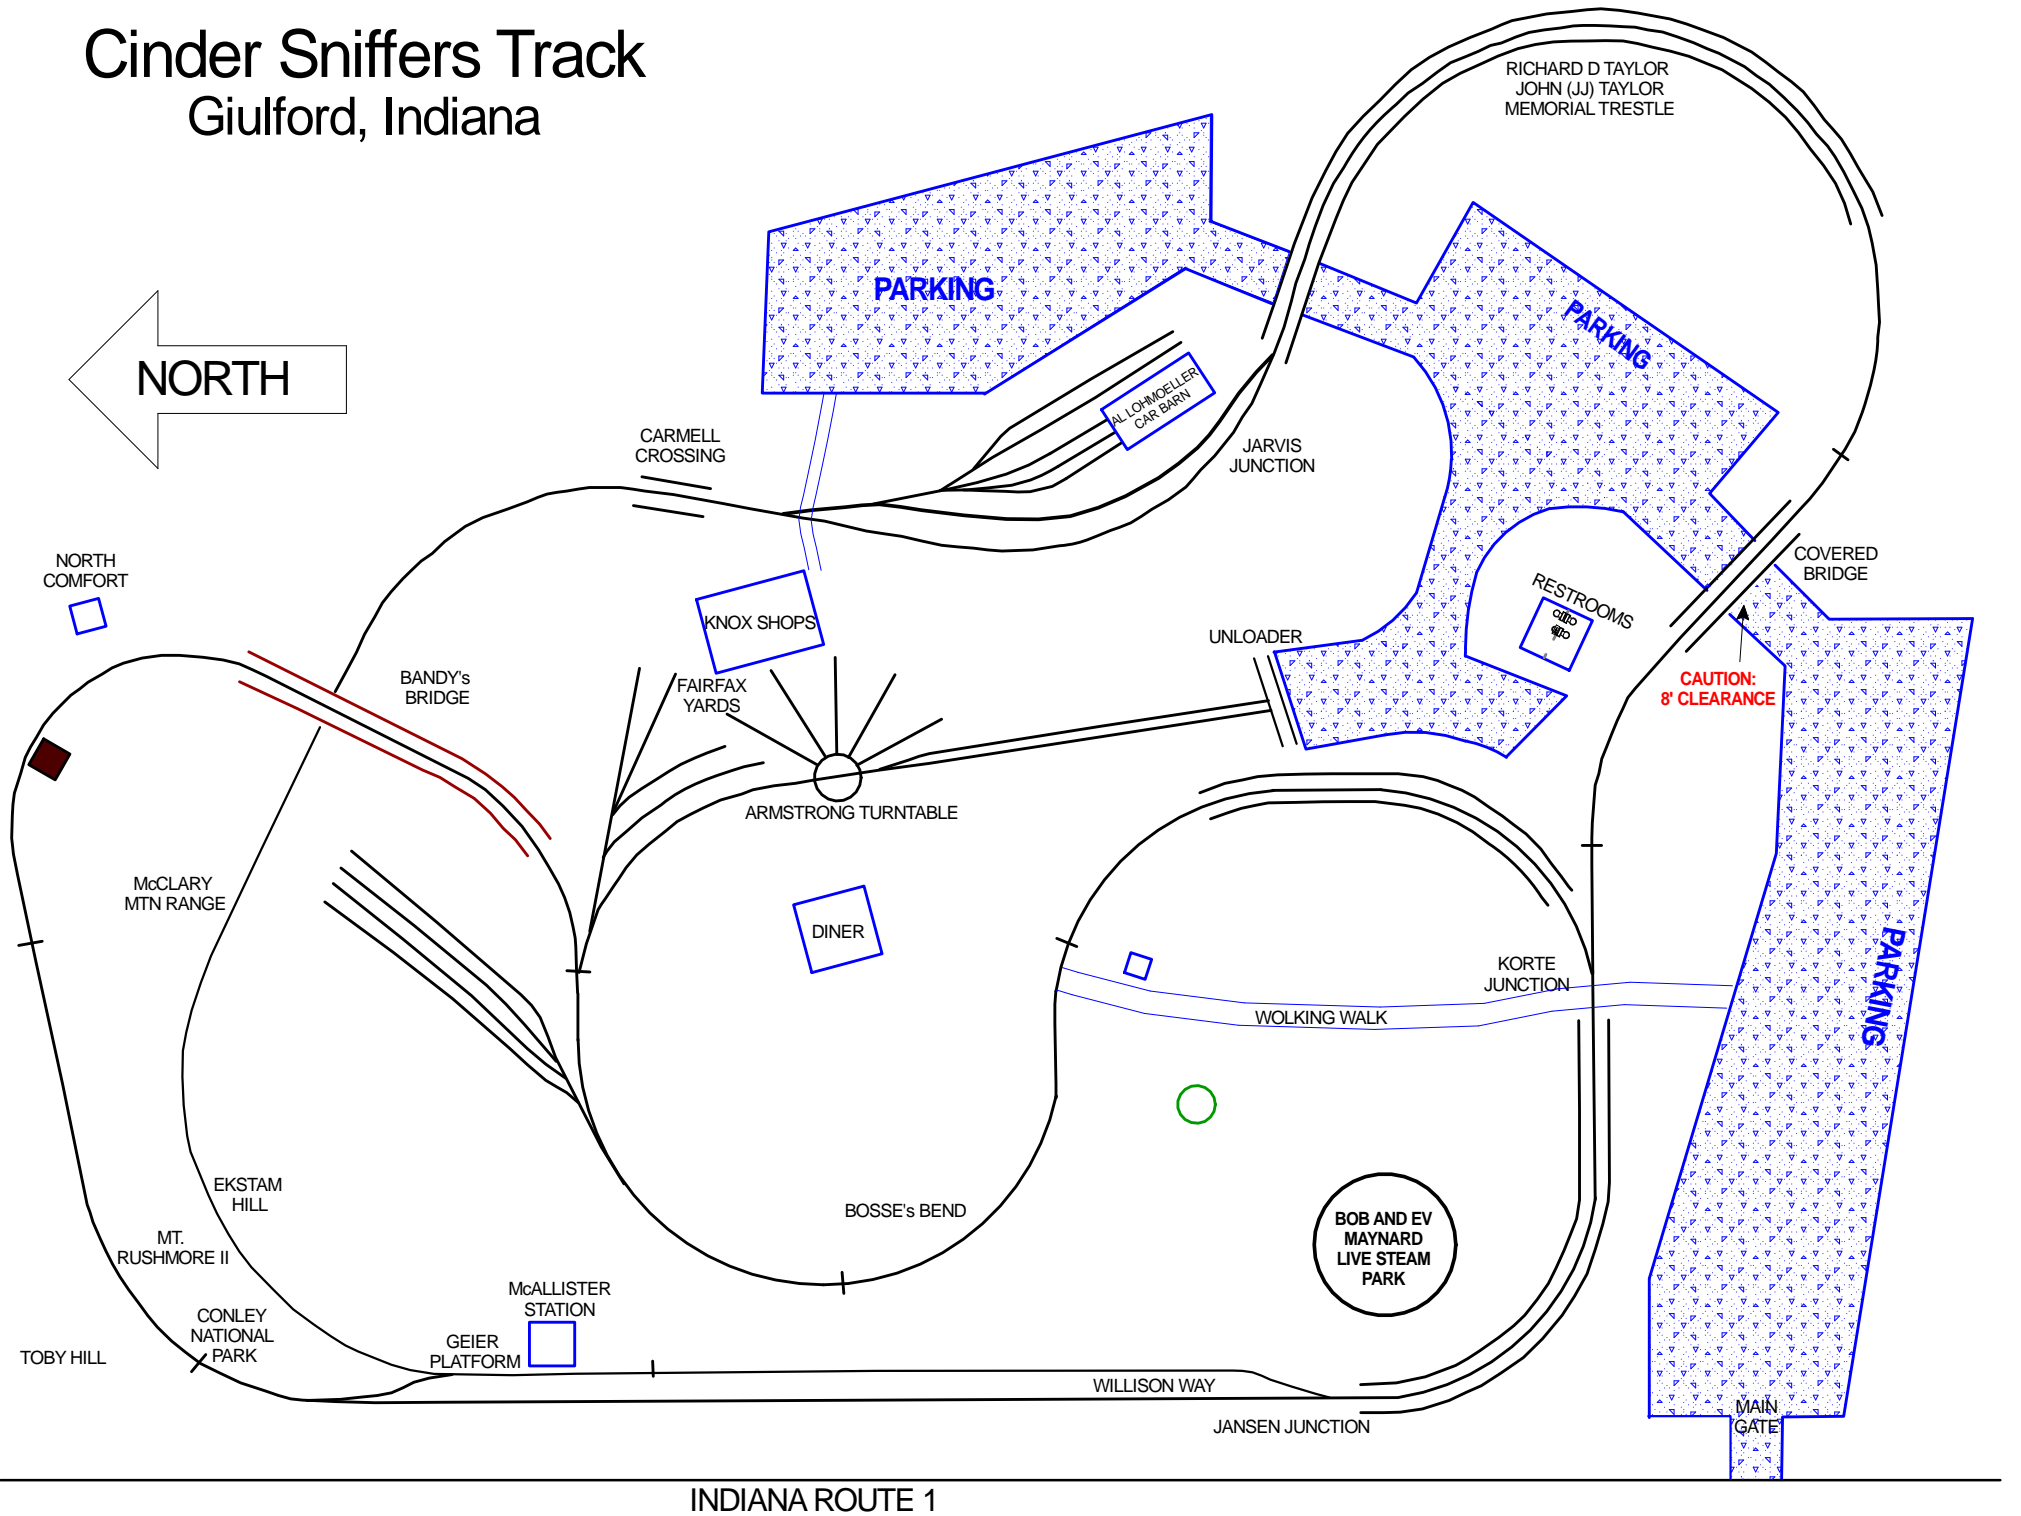 Cinder Sniffers Track
Giulford, Indiana
RICHARD D TAYLOR
JOHN (JJ) TAYLOR
MEMORIAL TRESTLE
PARKING
PARKING
NORTH
AL LOHMOELLER
CAR BARN
CARMELL
CROSSING
JARVIS
JUNCTION
NORTH
COMFORT
COVERED
BRIDGE
RESTROOMS
KNOX SHOPS
UNLOADER
BANDY's
BRIDGE
FAIRFAX
YARDS
CAUTION:
8' CLEARANCE
ARMSTRONG TURNTABLE
McCLARY
MTN RANGE
DINER
PARKING
KORTE
JUNCTION
WOLKING WALK
EKSTAM
HILL
BOSSE's BEND
BOB AND EV
MAYNARD
LIVE STEAM
PARK
MT.
RUSHMORE II
McALLISTER
STATION
CONLEY
NATIONAL
PARK
GEIER
PLATFORM
TOBY HILL
WILLISON WAY
JANSEN JUNCTION
MAIN
GATE
INDIANA ROUTE 1